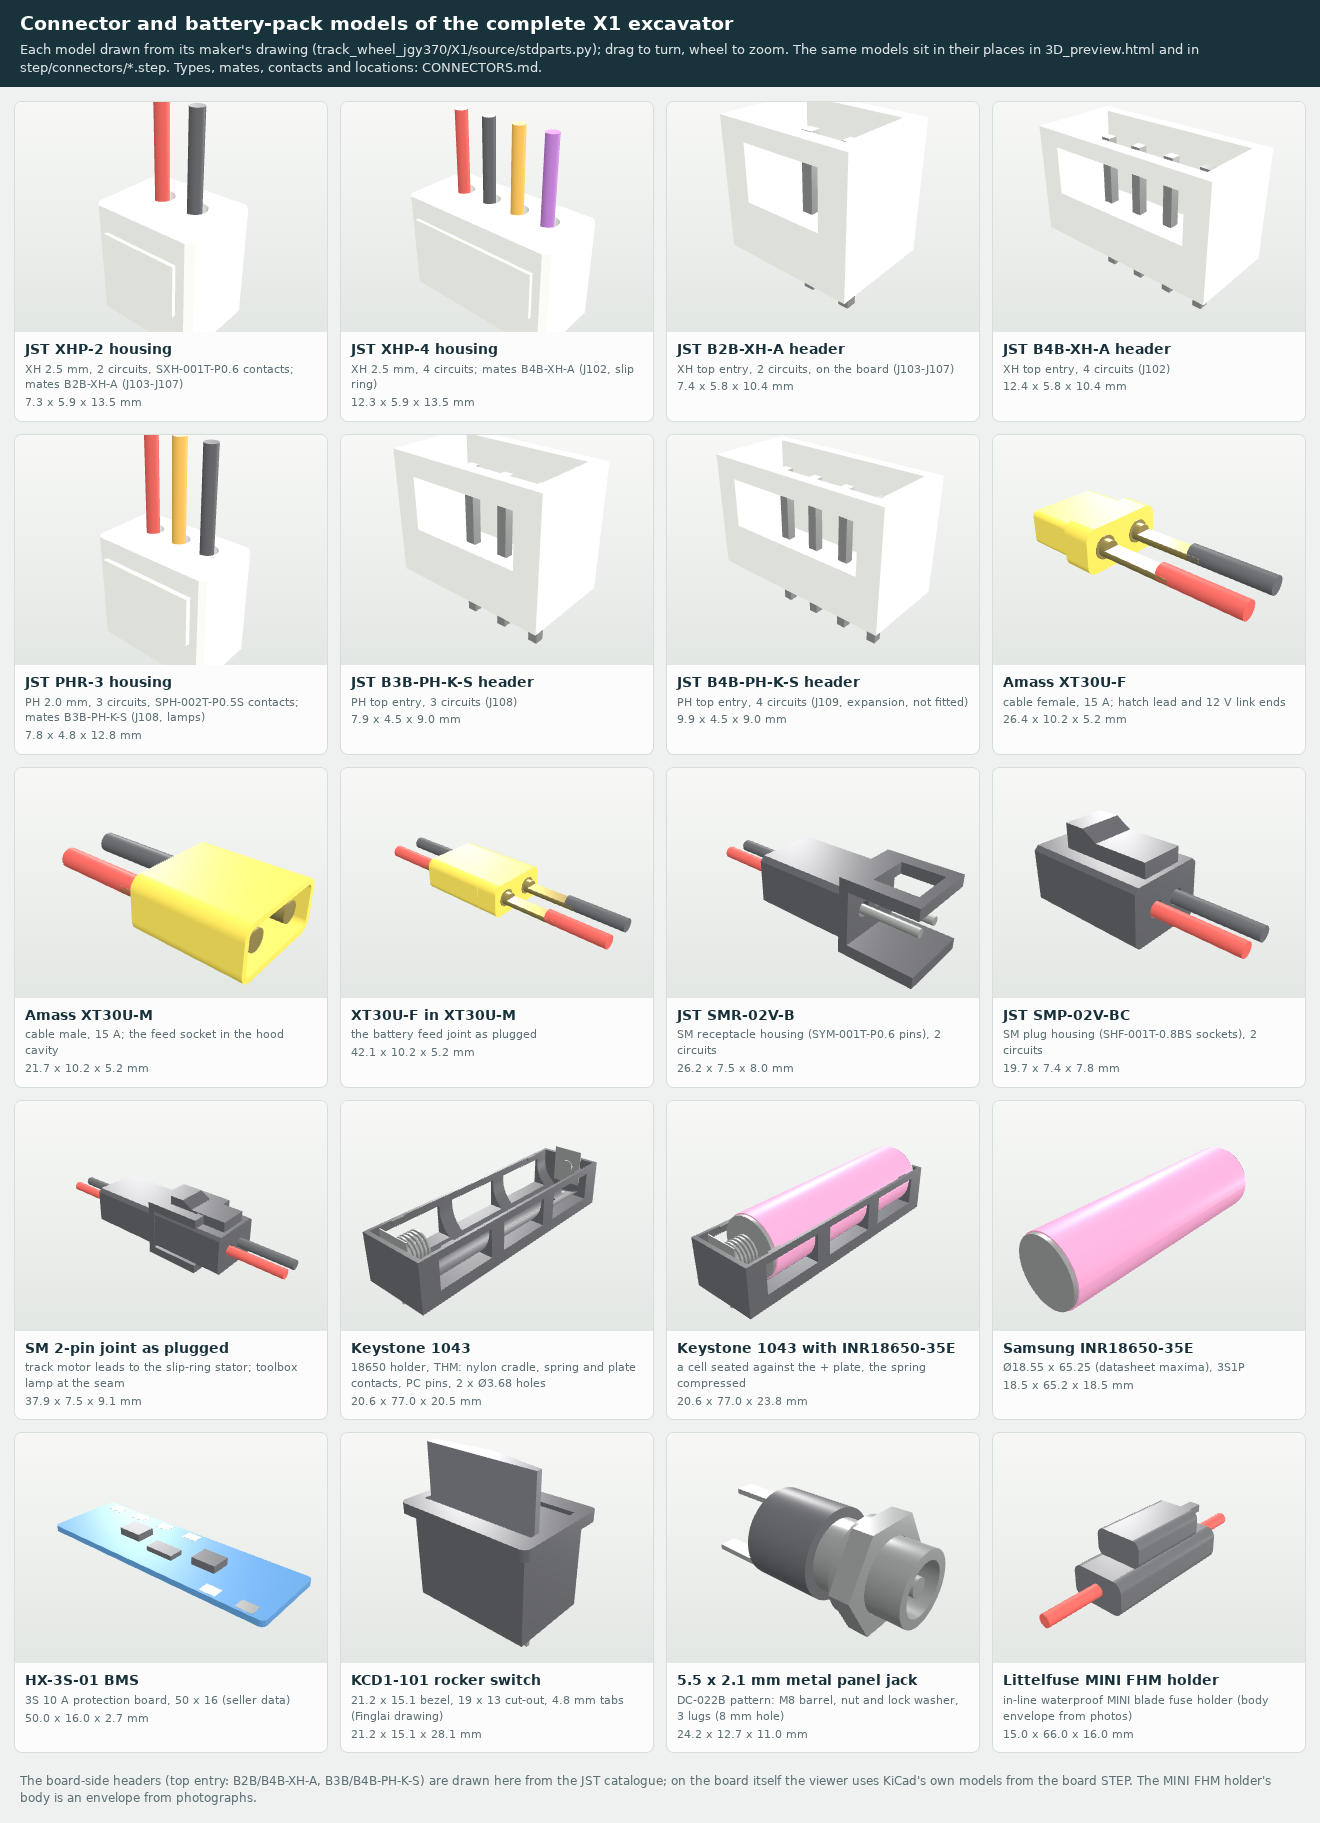 Connector and battery-pack models of the complete X1 excavator
Each model drawn from its maker's drawing (track_wheel_jgy370/X1/source/stdparts.py); drag to turn, wheel to zoom. The same models sit in their places in 3D_preview.html and in
step/connectors/*.step. Types, mates, contacts and locations: CONNECTORS.md.
JST XHP-2 housing
XH 2.5 mm, 2 circuits, SXH-001T-P0.6 contacts;
mates B2B-XH-A (J103-J107)
7.3 x 5.9 x 13.5 mm
JST XHP-4 housing
XH 2.5 mm, 4 circuits; mates B4B-XH-A (J102, slip
ring)
12.3 x 5.9 x 13.5 mm
JST B2B-XH-A header
XH top entry, 2 circuits, on the board (J103-J107)
7.4 x 5.8 x 10.4 mm
JST B4B-XH-A header
XH top entry, 4 circuits (J102)
12.4 x 5.8 x 10.4 mm
JST PHR-3 housing
PH 2.0 mm, 3 circuits, SPH-002T-P0.5S contacts;
mates B3B-PH-K-S (J108, lamps)
7.8 x 4.8 x 12.8 mm
JST B3B-PH-K-S header
PH top entry, 3 circuits (J108)
7.9 x 4.5 x 9.0 mm
JST B4B-PH-K-S header
PH top entry, 4 circuits (J109, expansion, not fitted)
9.9 x 4.5 x 9.0 mm
Amass XT30U-F
cable female, 15 A; hatch lead and 12 V link ends
26.4 x 10.2 x 5.2 mm
Amass XT30U-M
cable male, 15 A; the feed socket in the hood
cavity
21.7 x 10.2 x 5.2 mm
XT30U-F in XT30U-M
the battery feed joint as plugged
42.1 x 10.2 x 5.2 mm
JST SMR-02V-B
SM receptacle housing (SYM-001T-P0.6 pins), 2
circuits
26.2 x 7.5 x 8.0 mm
JST SMP-02V-BC
SM plug housing (SHF-001T-0.8BS sockets), 2
circuits
19.7 x 7.4 x 7.8 mm
SM 2-pin joint as plugged
track motor leads to the slip-ring stator; toolbox
lamp at the seam
37.9 x 7.5 x 9.1 mm
Keystone 1043
18650 holder, THM: nylon cradle, spring and plate
contacts, PC pins, 2 x Ø3.68 holes
20.6 x 77.0 x 20.5 mm
Keystone 1043 with INR18650-35E
a cell seated against the + plate, the spring
compressed
20.6 x 77.0 x 23.8 mm
Samsung INR18650-35E
Ø18.55 x 65.25 (datasheet maxima), 3S1P
18.5 x 65.2 x 18.5 mm
HX-3S-01 BMS
3S 10 A protection board, 50 x 16 (seller data)
50.0 x 16.0 x 2.7 mm
KCD1-101 rocker switch
21.2 x 15.1 bezel, 19 x 13 cut-out, 4.8 mm tabs
(Finglai drawing)
21.2 x 15.1 x 28.1 mm
5.5 x 2.1 mm metal panel jack
DC-022B pattern: M8 barrel, nut and lock washer,
3 lugs (8 mm hole)
24.2 x 12.7 x 11.0 mm
Littelfuse MINI FHM holder
in-line waterproof MINI blade fuse holder (body
envelope from photos)
15.0 x 66.0 x 16.0 mm
The board-side headers (top entry: B2B/B4B-XH-A, B3B/B4B-PH-K-S) are drawn here from the JST catalogue; on the board itself the viewer uses KiCad's own models from the board STEP. The MINI FHM holder's
body is an envelope from photographs.